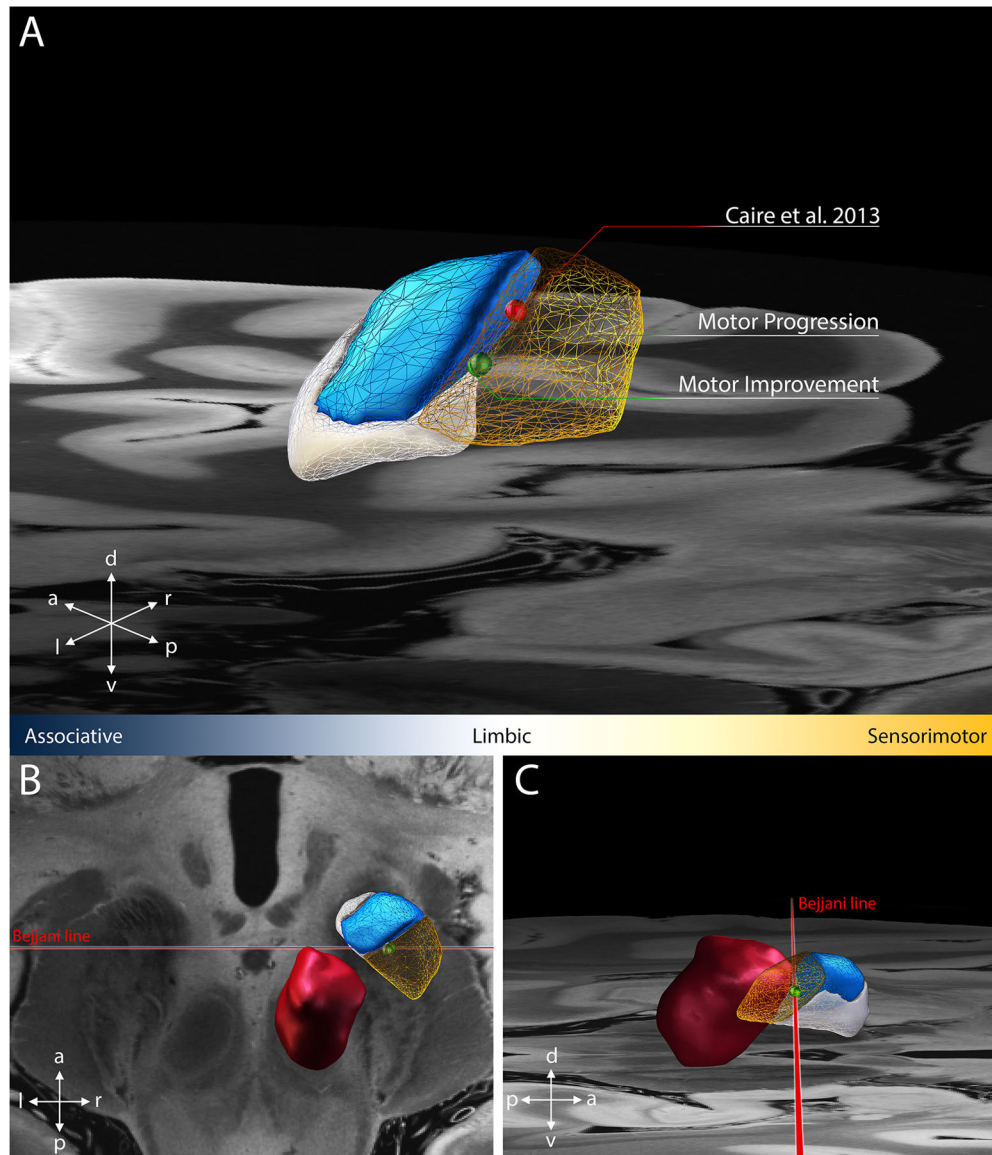 A
Caire et al. 2013
Motor Progression
Motor Improvement
d
a
r
l
p
v
Associative
Limbic
Sensorimotor
B
Bejjani line
a
l
r
p
C
Bejjani line
d
p
a
v